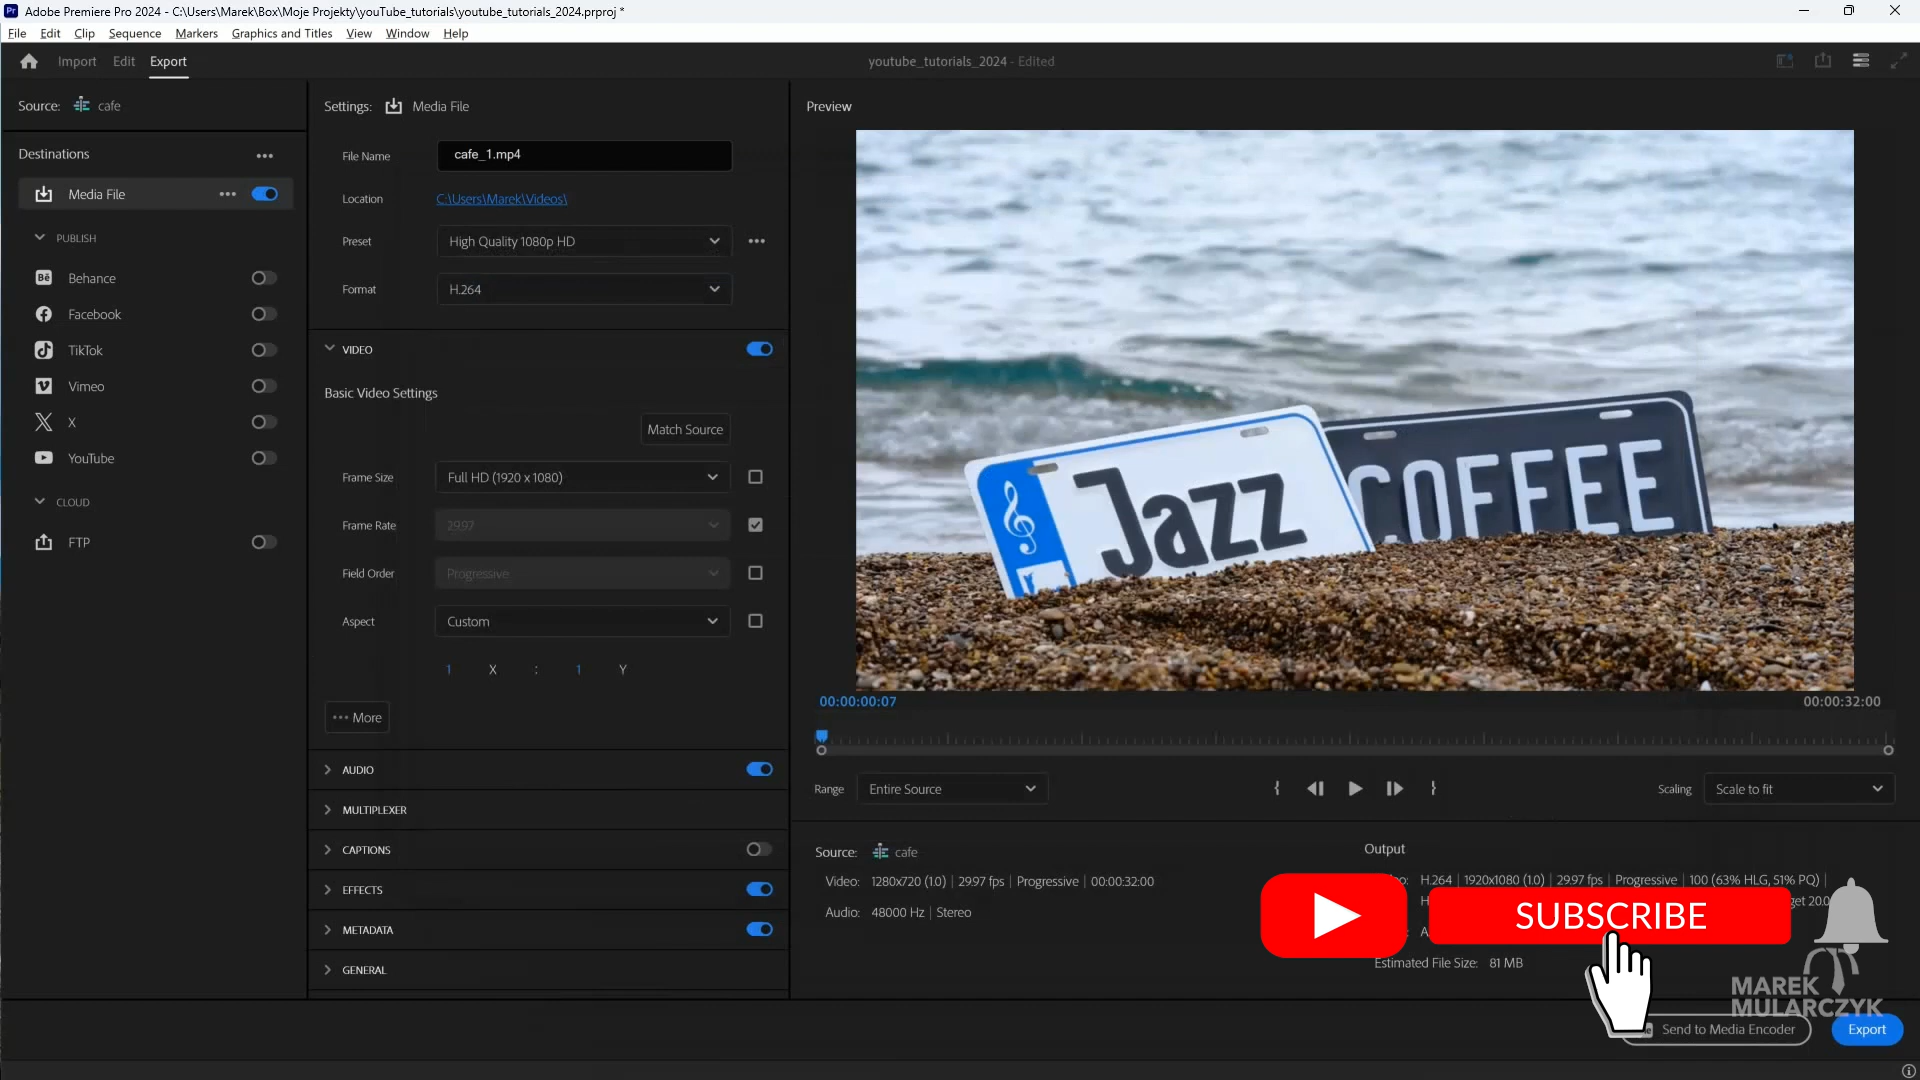 Pr Adobe Premiere Pro 2024 - C:\Users\Marek\Box\Moje Projekty\youTube_tutorials\youtube_tutorials_2024.prproj *
File Edit Clip Sequence Markers Graphics and Titles View Window Help
Import Edit Export
youtube_tutorials_2024 - Edited
Source: cafe
Destinations
Media File
PUBLISH
Bē Behance
Facebook
TikTok
Vimeo
X
YouTube
CLOUD
FTP
Settings: Media File
File Name cafe_1.mp4
Location C:\Users\Marek\Videos\
Preset High Quality 1080p HD
Format H.264
VIDEO
Basic Video Settings
Match Source
Frame Size Full HD (1920 x 1080)
Frame Rate 29.97
Field Order Progressive
Aspect Custom
1 X : 1 Y
More
AUDIO
MULTIPLEXER
CAPTIONS
EFFECTS
METADATA
GENERAL
Preview
Jazz
COFFEE
00:00:00:07
00:00:32:00
Range Entire Source
Scaling Scale to fit
Source: cafe
Video: 1280x720 (1.0) | 29.97 fps | Progressive | 00:00:32:00
Audio: 48000 Hz | Stereo
Output
H.264 | 1920x1080 (1.0) | 29.97 fps | Progressive | 100 (63% HLG, 51% PQ) |
20.0
SUBSCRIBE
Estimated File Size: 81 MB
MAREK
MULARCZYK
Send to Media Encoder
Export